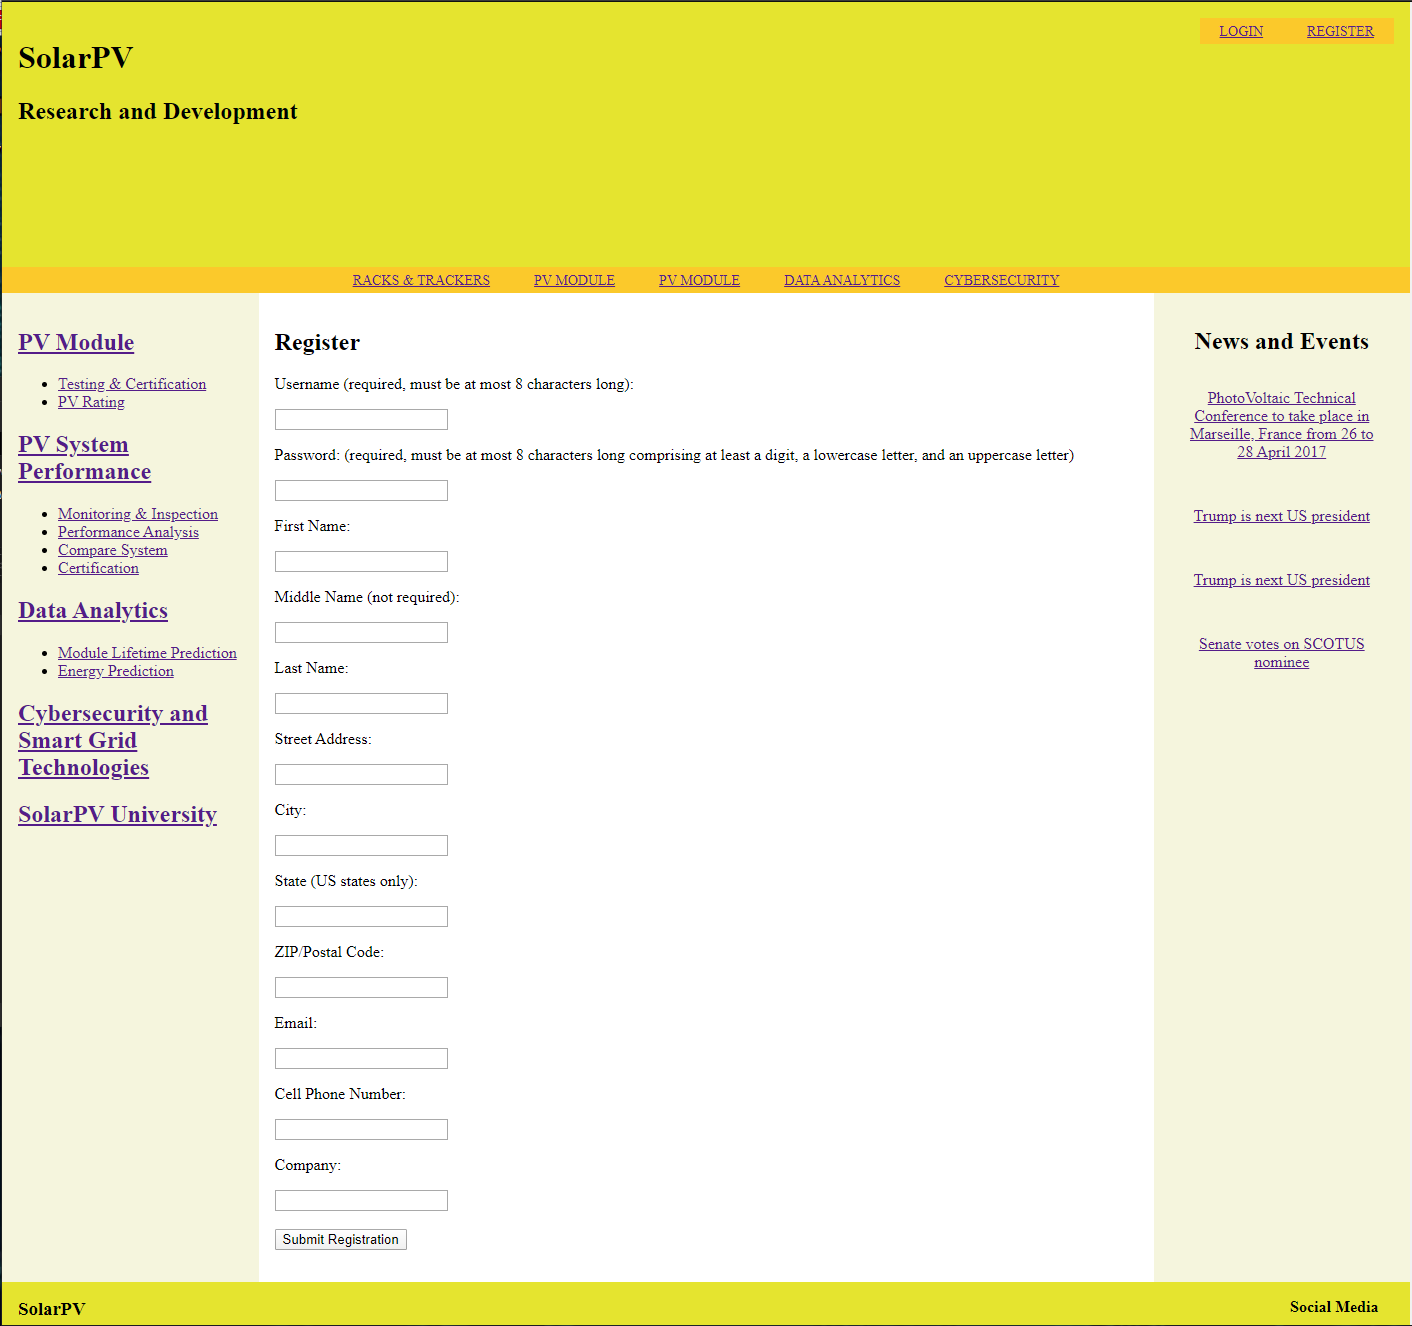 LOGIN REGISTER
SolarPV
Research and Development
RACKS & TRACKERS PV MODULE PV MODULE DATA ANALYTICS CYBERSECURITY
PV Module
Testing & Certification
PV Rating
PV System
Performance
Monitoring & Inspection
Performance Analysis
Compare System
Certification
Data Analytics
Module Lifetime Prediction
Energy Prediction
Cybersecurity and
Smart Grid
Technologies
SolarPV University
Register
Username (required, must be at most 8 characters long):
Password: (required, must be at most 8 characters long comprising at least a digit, a lowercase letter, and an uppercase letter)
First Name:
Middle Name (not required):
Last Name:
Street Address:
City:
State (US states only):
ZIP/Postal Code:
Email:
Cell Phone Number:
Company:
Submit Registration
News and Events
PhotoVoltaic Technical
Conference to take place in
Marseille, France from 26 to
28 April 2017
Trump is next US president
Trump is next US president
Senate votes on SCOTUS
nominee
SolarPV
Social Media